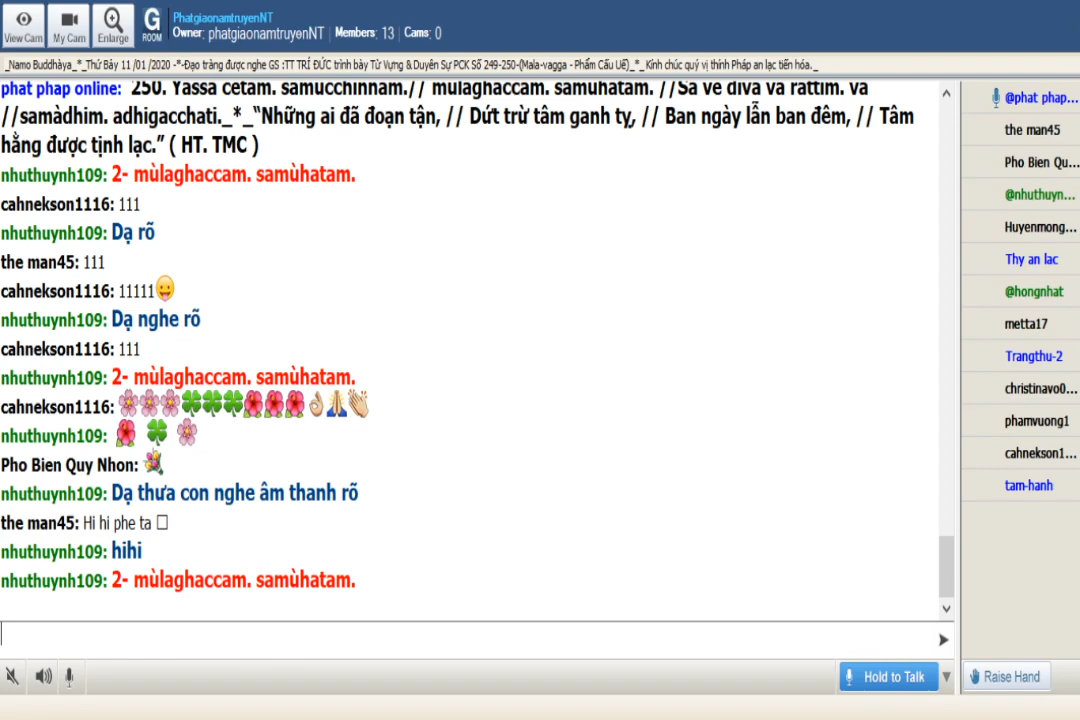 View Cam
My Cam
Enlarge
G
ROOM
PhatgiaonamtruyenNT
Owner: phatgiaonamtruyenNT | Members: 13 | Cams: 0
_Namo Buddhàya_*_Thứ Bảy 11 /01 /2020 -*-Đạo tràng được nghe GS :TT TRÍ ĐỨC trình bày Từ Vựng & Duyên Sự PCK Số 249-250-(Mala-vagga - Phẩm Cấu Uế)_*_ Kính chúc quý vị thính Pháp an lạc tiến hóa._
phat phap online: 250. Yassa cetam. samucchinnam.// mùlaghaccam. samùhatam. //Sa ve divà và rattim. và
//samàdhim. adhigacchati._*_“Những ai đã đoạn tận, // Dứt trừ tâm ganh tỵ, // Ban ngày lẫn ban đêm, // Tâm
hằng được tịnh lạc.” ( HT. TMC )
nhuthuynh109: 2- mùlaghaccam. samùhatam.
cahnekson1116: 111
nhuthuynh109: Dạ rõ
the man45: 111
cahnekson1116: 11111😛
nhuthuynh109: Dạ nghe rõ
cahnekson1116: 111
nhuthuynh109: 2- mùlaghaccam. samùhatam.
cahnekson1116: 🌸🌸🌸🍀🍀🍀🌺🌺🌺👌🙏👏
nhuthuynh109: 🌺 🍀 🌸
Pho Bien Quy Nhon: 💐
nhuthuynh109: Dạ thưa con nghe âm thanh rõ
the man45: Hi hi phe ta
nhuthuynh109: hihi
nhuthuynh109: 2- mùlaghaccam. samùhatam.
@phat phap...
the man45
Pho Bien Qu...
@nhuthuyn...
Huyenmong...
Thy an lac
@hongnhat
metta17
Trangthu-2
christinavo0...
phamvuong1
cahnekson1...
tam-hanh
Hold to Talk
Raise Hand